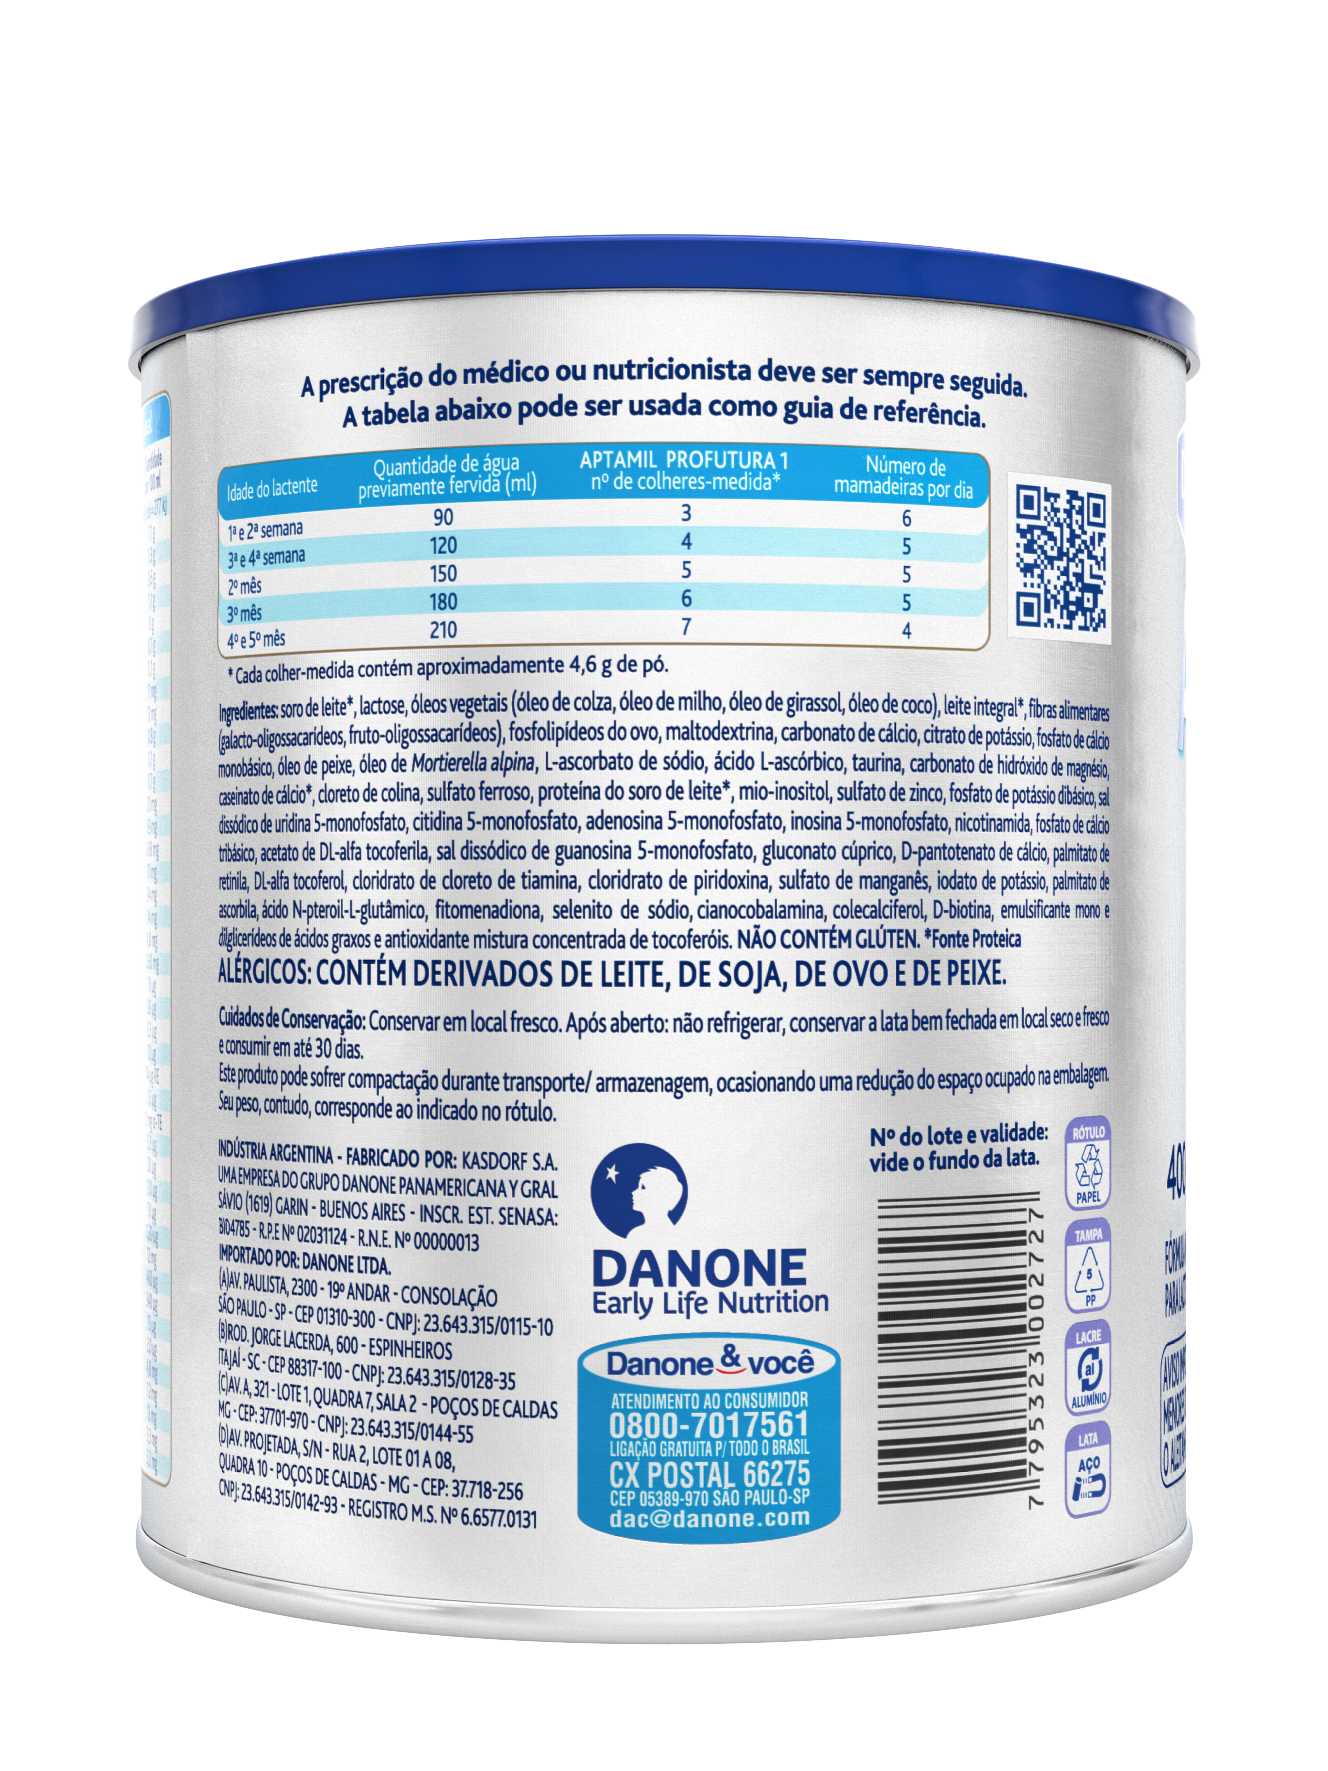 A prescrição do médico ou nutricionista deve ser sempre seguida.
A tabela abaixo pode ser usada como guia de referência.
Idade do lactente
Quantidade de água
previamente fervida (ml)
APTAMIL PROFUTURA 1
nº de colheres-medida*
Número de
mamadeiras por dia
1ª e 2ª semana 90 3 6
3ª e 4ª semana 120 4 5
2º mês 150 5 5
3º mês 180 6 5
4º e 5º mês 210 7 4
* Cada colher-medida contém aproximadamente 4,6 g de pó.
Ingredientes: soro de leite*, lactose, óleos vegetais (óleo de colza, óleo de milho, óleo de girassol, óleo de coco), leite integral*, fibras alimentares
(galacto-oligossacarídeos, fruto-oligossacarídeos), fosfolipídeos do ovo, maltodextrina, carbonato de cálcio, citrato de potássio, fosfato de cálcio
monobásico, óleo de peixe, óleo de Mortierella alpina, L-ascorbato de sódio, ácido L-ascórbico, taurina, carbonato de hidróxido de magnésio,
caseinato de cálcio*, cloreto de colina, sulfato ferroso, proteína do soro de leite*, mio-inositol, sulfato de zinco, fosfato de potássio dibásico, sal
dissódico de uridina 5-monofosfato, citidina 5-monofosfato, adenosina 5-monofosfato, inosina 5-monofosfato, nicotinamida, fosfato de cálcio
tribásico, acetato de DL-alfa tocoferila, sal dissódico de guanosina 5-monofosfato, gluconato cúprico, D-pantotenato de cálcio, palmitato de
retinila, DL-alfa tocoferol, cloridrato de cloreto de tiamina, cloridrato de piridoxina, sulfato de manganês, iodato de potássio, palmitato de
ascorbila, ácido N-pteroil-L-glutâmico, fitomenadiona, selenito de sódio, cianocobalamina, colecalciferol, D-biotina, emulsificante mono e
diglicerídeos de ácidos graxos e antioxidante mistura concentrada de tocoferóis. NÃO CONTÉM GLÚTEN. *Fonte Proteica
ALÉRGICOS: CONTÉM DERIVADOS DE LEITE, DE SOJA, DE OVO E DE PEIXE.
Cuidados de Conservação: Conservar em local fresco. Após aberto: não refrigerar, conservar a lata bem fechada em local seco e fresco
e consumir em até 30 dias.
Este produto pode sofrer compactação durante transporte/ armazenagem, ocasionando uma redução do espaço ocupado na embalagem.
Seu peso, contudo, corresponde ao indicado no rótulo.
INDÚSTRIA ARGENTINA - FABRICADO POR: KASDORF S.A.
UMA EMPRESA DO GRUPO DANONE PANAMERICANA Y GRAL
SÁVIO (1619) GARIN - BUENOS AIRES - INSCR. EST. SENASA:
BI04785 - R.P.E Nº 02031124 - R.N.E. Nº 00000013
IMPORTADO POR: DANONE LTDA.
(A)AV. PAULISTA, 2300 - 19º ANDAR - CONSOLAÇÃO
SÃO PAULO - SP - CEP 01310-300 - CNPJ: 23.643.315/0115-10
(B)ROD. JORGE LACERDA, 600 - ESPINHEIROS
ITAJAÍ - SC - CEP 88317-100 - CNPJ: 23.643.315/0128-35
(C)AV. A, 321 - LOTE 1, QUADRA 7, SALA 2 - POÇOS DE CALDAS
MG - CEP: 37701-970 - CNPJ: 23.643.315/0144-55
(D)AV. PROJETADA, S/N - RUA 2, LOTE 01 A 08,
QUADRA 10 - POÇOS DE CALDAS - MG - CEP: 37.718-256
CNPJ: 23.643.315/0142-93 - REGISTRO M.S. Nº 6.6577.0131
DANONE
Early Life Nutrition
Danone & você
ATENDIMENTO AO CONSUMIDOR
0800-7017561
LIGAÇÃO GRATUITA P/ TODO O BRASIL
CX POSTAL 66275
CEP 05389-970 SÃO PAULO-SP
dac@danone.com
Nº do lote e validade:
vide o fundo da lata.
7 795323 002727
RÓTULO
PAPEL
TAMPA
5
PP
LACRE
al
ALUMÍNIO
LATA
AÇO
400